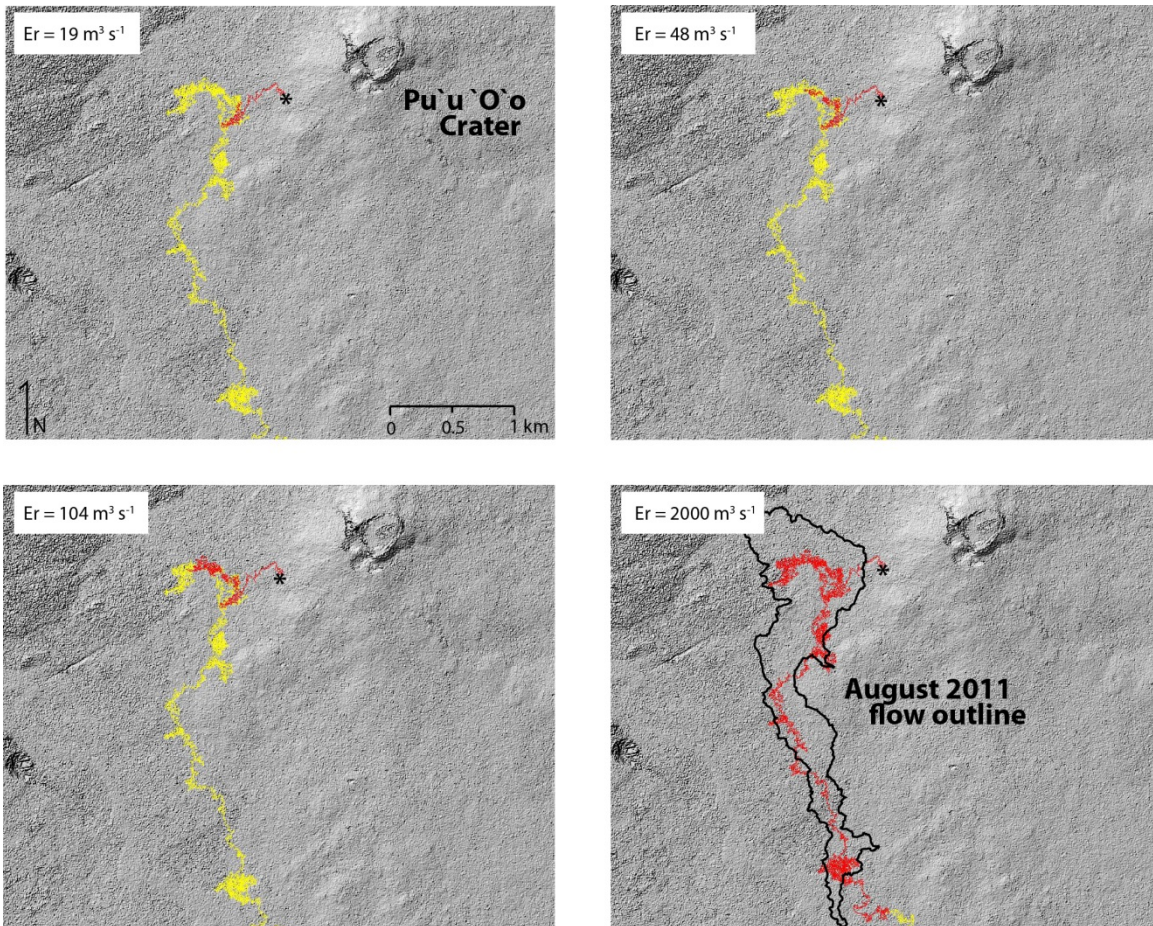 Er = 19 m³ s⁻¹
Pu`u `O`o
Crater
*
N
0 0.5 1 km
Er = 48 m³ s⁻¹
*
Er = 104 m³ s⁻¹
*
Er = 2000 m³ s⁻¹
*
August 2011
flow outline